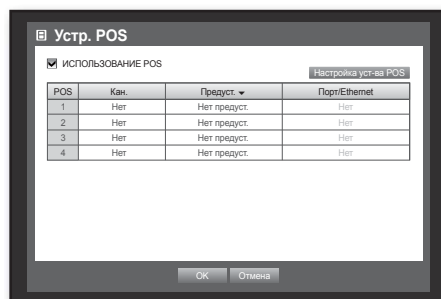 Устр. POS
ИСПОЛЬЗОВАНИЕ POS
Настройка уст-ва POS
POS Кан. Предуст. Порт/Ethernet
1 Нет Нет предуст. Нет
2 Нет Нет предуст. Нет
3 Нет Нет предуст. Нет
4 Нет Нет предуст. Нет
OK Отмена